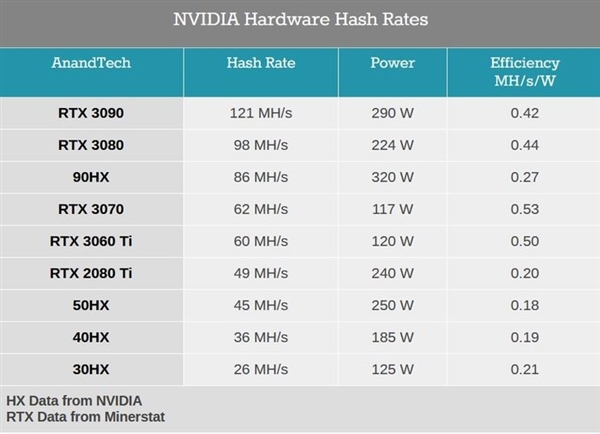 NVIDIA Hardware Hash Rates
AnandTech Hash Rate Power Efficiency
MH/s/W
RTX 3090 121 MH/s 290 W 0.42
RTX 3080 98 MH/s 224 W 0.44
90HX 86 MH/s 320 W 0.27
RTX 3070 62 MH/s 117 W 0.53
RTX 3060 Ti 60 MH/s 120 W 0.50
RTX 2080 Ti 49 MH/s 240 W 0.20
50HX 45 MH/s 250 W 0.18
40HX 36 MH/s 185 W 0.19
30HX 26 MH/s 125 W 0.21
HX Data from NVIDIA
RTX Data from Minerstat